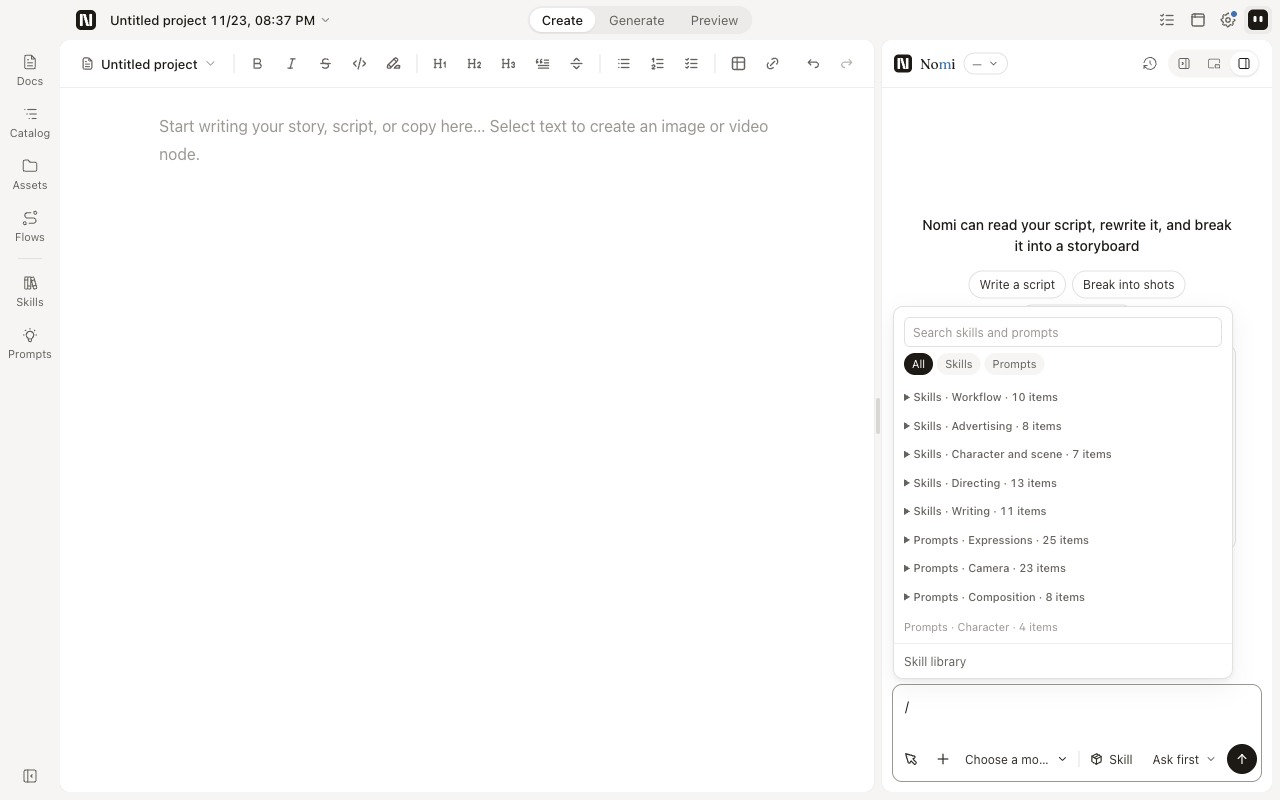 Untitled project 11/23, 08:37 PM
Create
Generate
Preview
Docs
Catalog
Assets
Flows
Skills
Prompts
Untitled project
B
I
S
H1
H2
H3
Start writing your story, script, or copy here... Select text to create an image or video
node.
Nomi
—
Nomi can read your script, rewrite it, and break
it into a storyboard
Write a script
Break into shots
Search skills and prompts
All
Skills
Prompts
Skills · Workflow · 10 items
Skills · Advertising · 8 items
Skills · Character and scene · 7 items
Skills · Directing · 13 items
Skills · Writing · 11 items
Prompts · Expressions · 25 items
Prompts · Camera · 23 items
Prompts · Composition · 8 items
Prompts · Character · 4 items
Skill library
/
Choose a mo...
Skill
Ask first